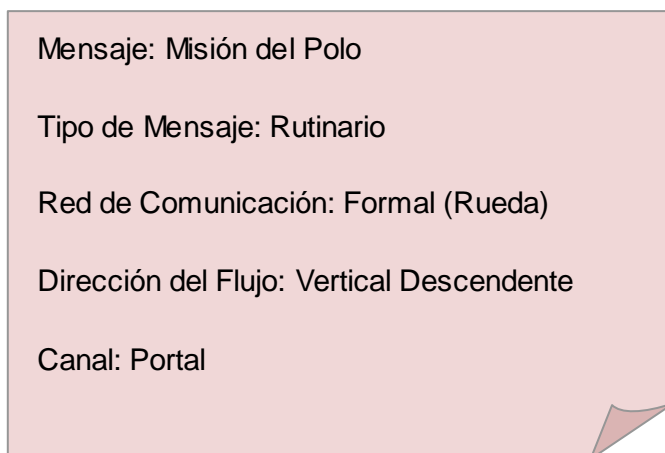 Mensaje: Misión del Polo
Tipo de Mensaje: Rutinario
Red de Comunicación: Formal (Rueda)
Dirección del Flujo: Vertical Descendente
Canal: Portal